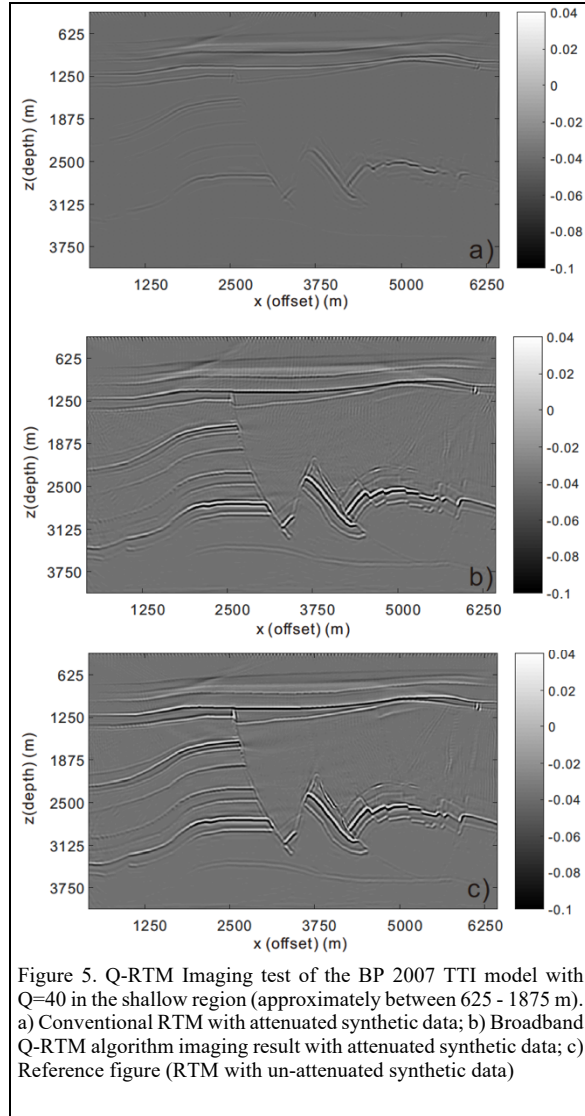 625
1250
1875
2500
3125
3750
z(depth) (m)
1250 2500 3750 5000 6250
x (offset) (m)
0.04
0.02
0
-0.02
-0.04
-0.06
-0.08
-0.1
a)
625
1250
1875
2500
3125
3750
z(depth) (m)
1250 2500 3750 5000 6250
x (offset) (m)
0.04
0.02
0
-0.02
-0.04
-0.06
-0.08
-0.1
b)
625
1250
1875
2500
3125
3750
z(depth) (m)
1250 2500 3750 5000 6250
x (offset) (m)
0.04
0.02
0
-0.02
-0.04
-0.06
-0.08
-0.1
c)
Figure 5. Q-RTM Imaging test of the BP 2007 TTI model with
Q=40 in the shallow region (approximately between 625 - 1875 m).
a) Conventional RTM with attenuated synthetic data; b) Broadband
Q-RTM algorithm imaging result with attenuated synthetic data; c)
Reference figure (RTM with un-attenuated synthetic data)